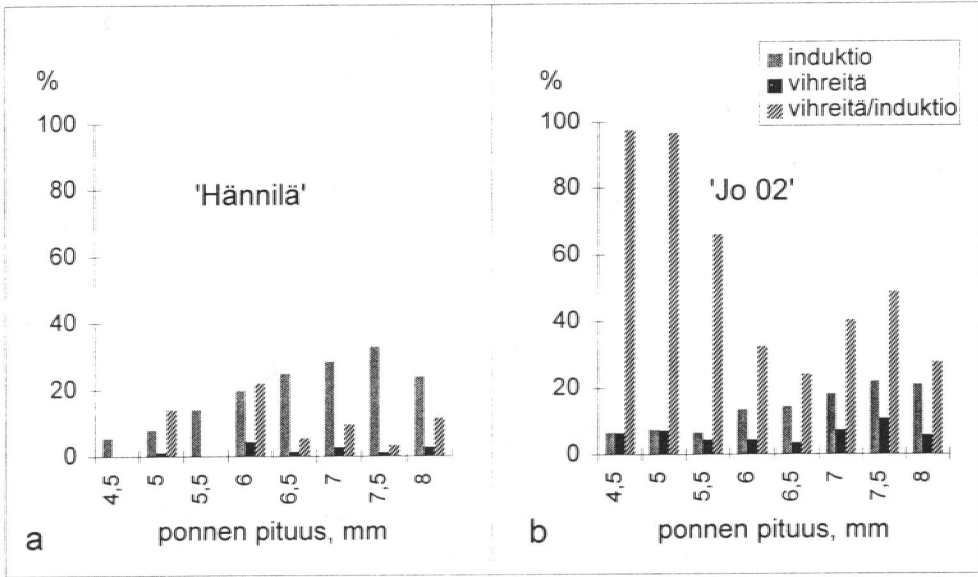 %
100
80
60
40
20
0
'Hännilä'
4,5 5 5,5 6 6,5 7 7,5 8
ponnen pituus, mm
a
%
100
80
60
40
20
0
'Jo 02'
induktio
vihreitä
vihreitä/induktio
4,5 5 5,5 6 6,5 7 7,5 8
ponnen pituus, mm
b